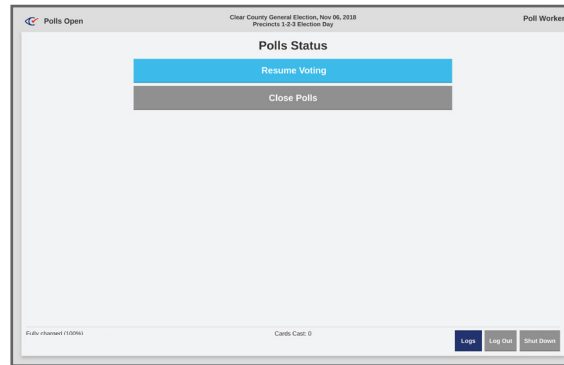 Polls Open
Clear County General Election, Nov 06, 2018
Precincts 1-2-3 Election Day
Poll Worker
Polls Status
Resume Voting
Close Polls
Fully charged (100%)
Cards Cast: 0
Logs
Log Out
Shut Down